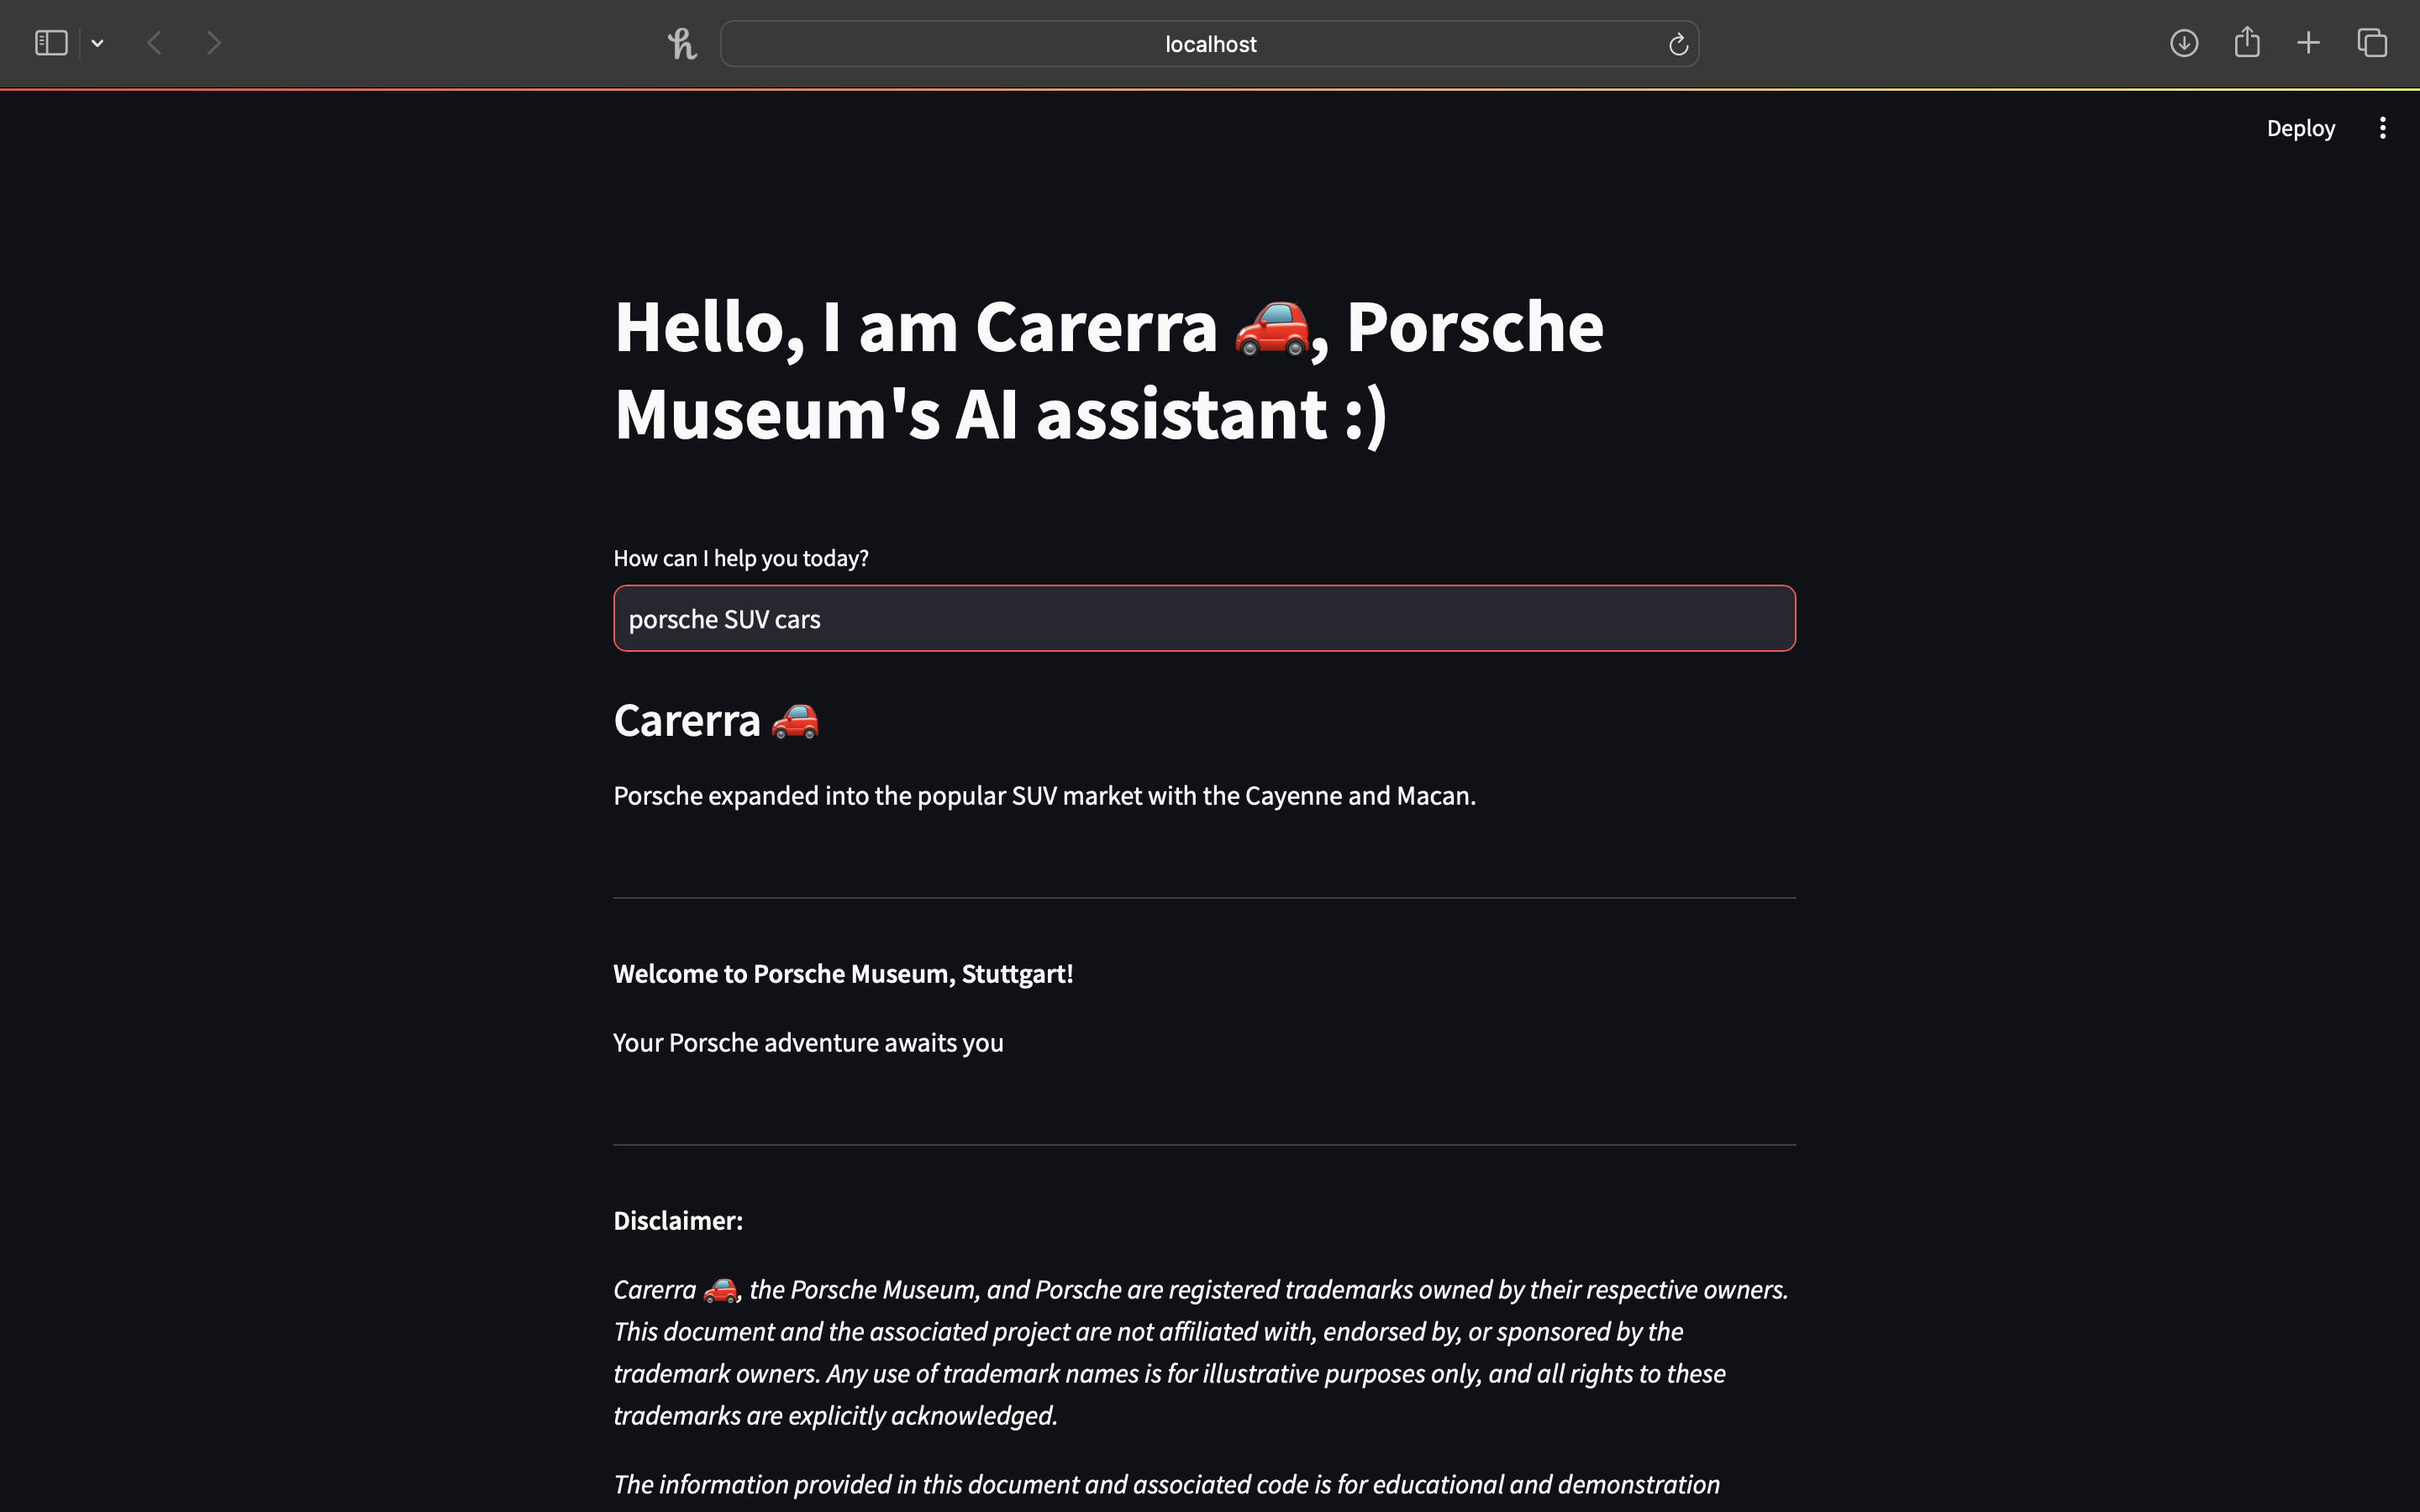 localhost
Deploy
Hello, I am Carerra 🚗, Porsche
Museum's AI assistant :)
How can I help you today?
porsche SUV cars
Carerra 🚗
Porsche expanded into the popular SUV market with the Cayenne and Macan.
Welcome to Porsche Museum, Stuttgart!
Your Porsche adventure awaits you
Disclaimer:
Carerra 🚗, the Porsche Museum, and Porsche are registered trademarks owned by their respective owners.
This document and the associated project are not affiliated with, endorsed by, or sponsored by the
trademark owners. Any use of trademark names is for illustrative purposes only, and all rights to these
trademarks are explicitly acknowledged.
The information provided in this document and associated code is for educational and demonstration